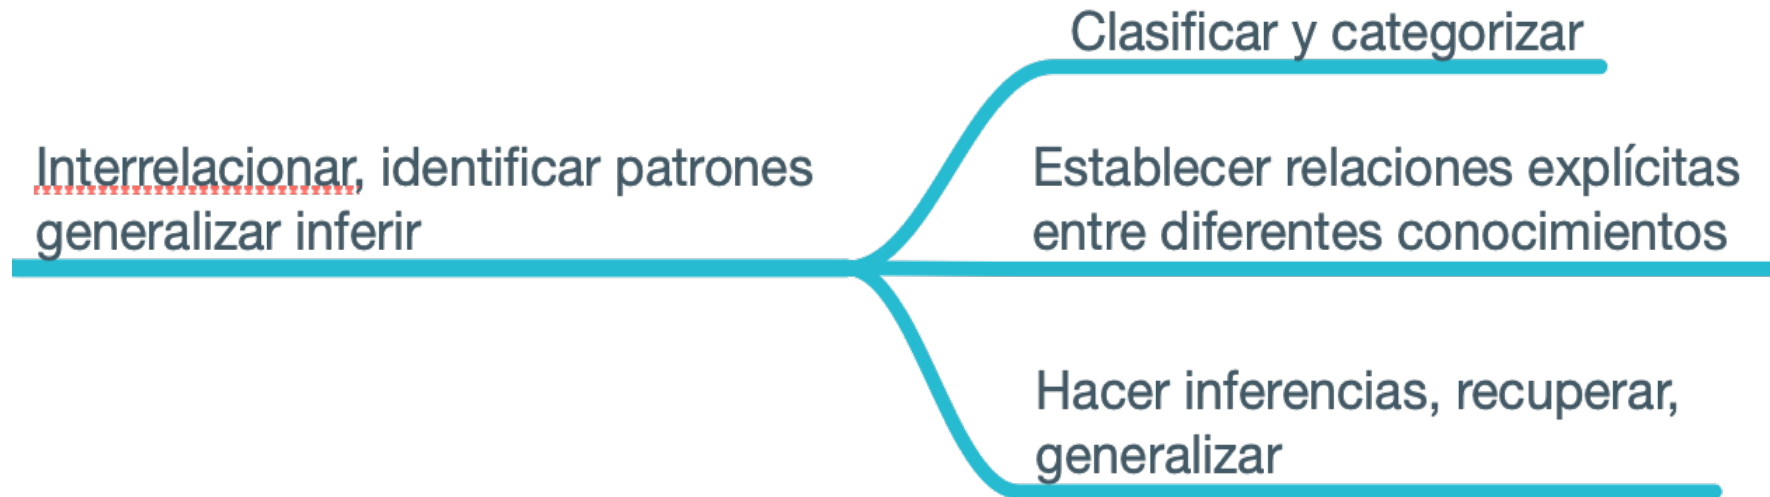 Clasificar y categorizar
Interrelacionar, identificar patrones
generalizar inferir
Establecer relaciones explícitas
entre diferentes conocimientos
Hacer inferencias, recuperar,
generalizar